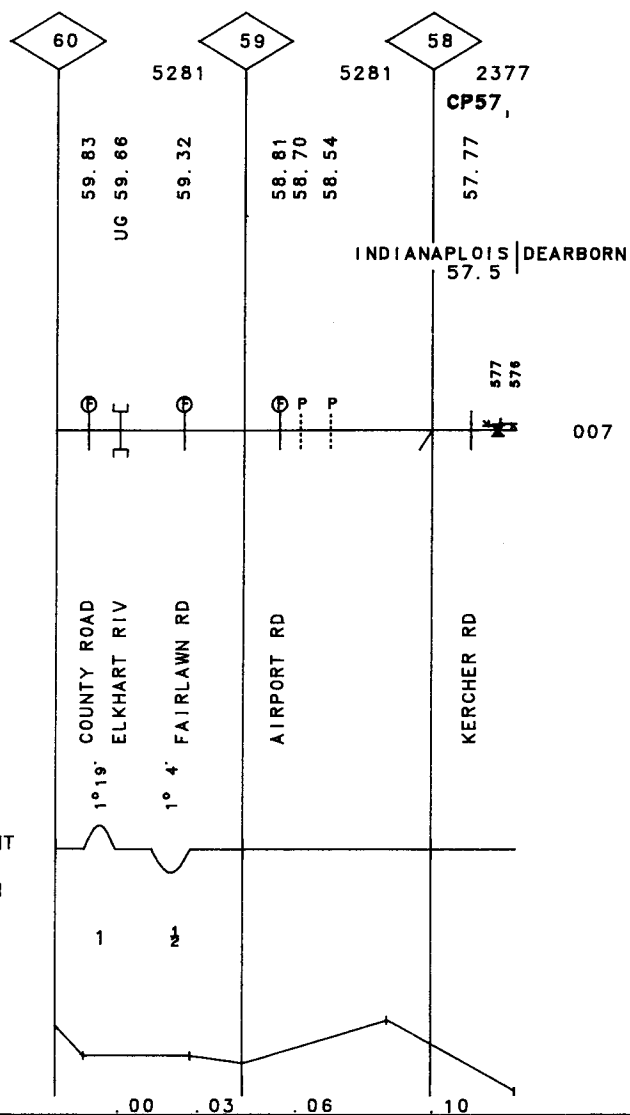 60 59 58
5281 5281 2377
CP57
59.83
UG 59.66
59.32
58.81
58.70
58.54
57.77
INDIANAPLOIS DEARBORN
57.5
577
576
F F F P P
007
COUNTY ROAD
ELKHART RIV
FAIRLAWN RD
AIRPORT RD
KERCHER RD
1°19'
1° 4'
1 1/2
.00 .03 .06 .10